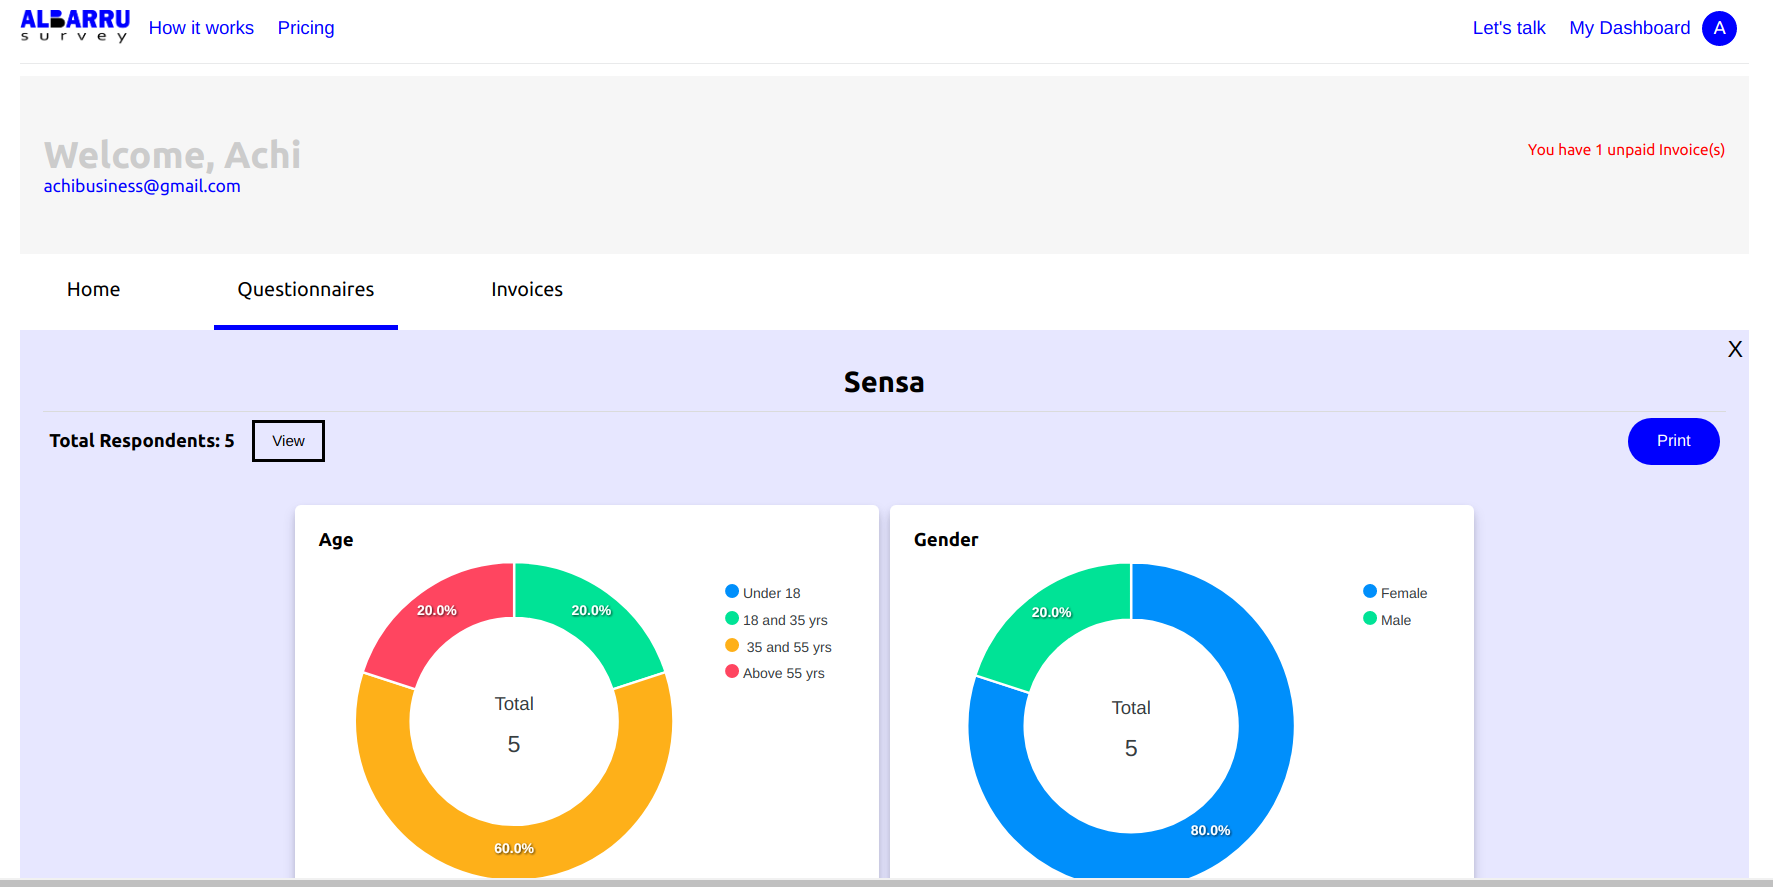 ALBARRU
survey
How it works
Pricing
Let's talk
My Dashboard
A
Welcome, Achi
achibusiness@gmail.com
You have 1 unpaid Invoice(s)
Home
Questionnaires
Invoices
X
Sensa
Total Respondents: 5
View
Print
Age
20.0%
20.0%
Total
5
60.0%
Under 18
18 and 35 yrs
35 and 55 yrs
Above 55 yrs
Gender
20.0%
Total
5
80.0%
Female
Male